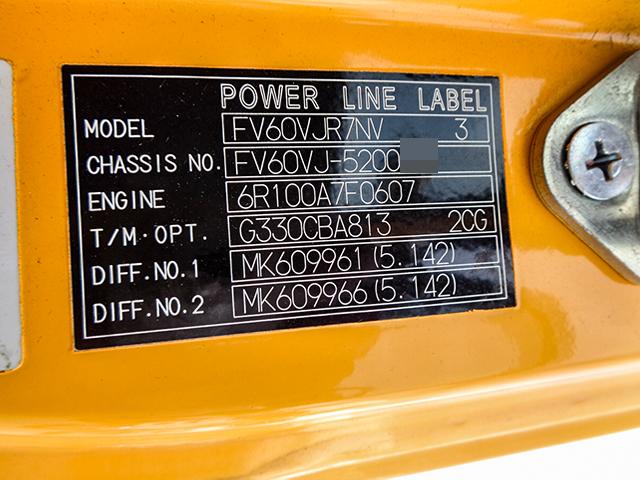 POWER LINE LABEL
MODEL FV60VJR7NV 3
CHASSIS NO. FV60VJ-5200
ENGINE 6R100A7F0607
T/M·OPT. G330CBA813 2CG
DIFF.NO.1 MK609961 (5.142)
DIFF.NO.2 MK609966 (5.142)